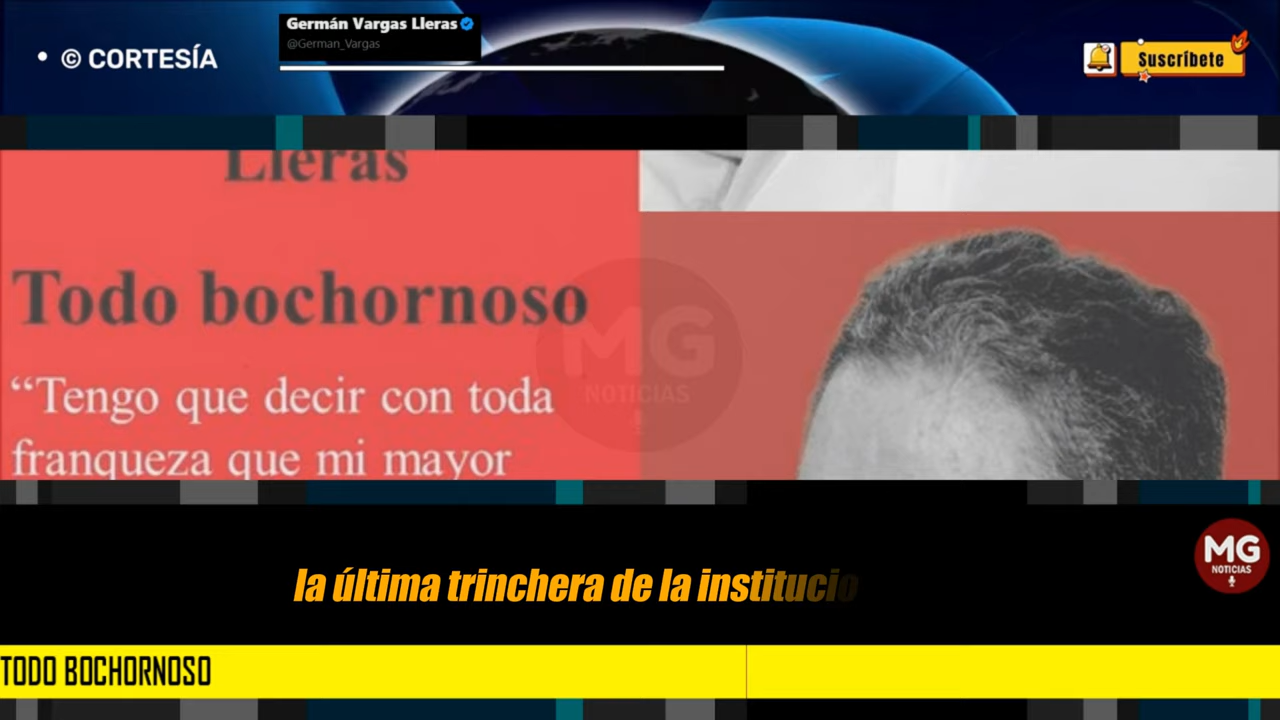 Germán Vargas Lleras
@German_Vargas
• © CORTESÍA
Suscríbete
Lleras
Todo bochornoso
“Tengo que decir con toda
franqueza que mi mayor
MG
NOTICIAS
la última trinchera de la institucio
MG
NOTICIAS
TODO BOCHORNOSO